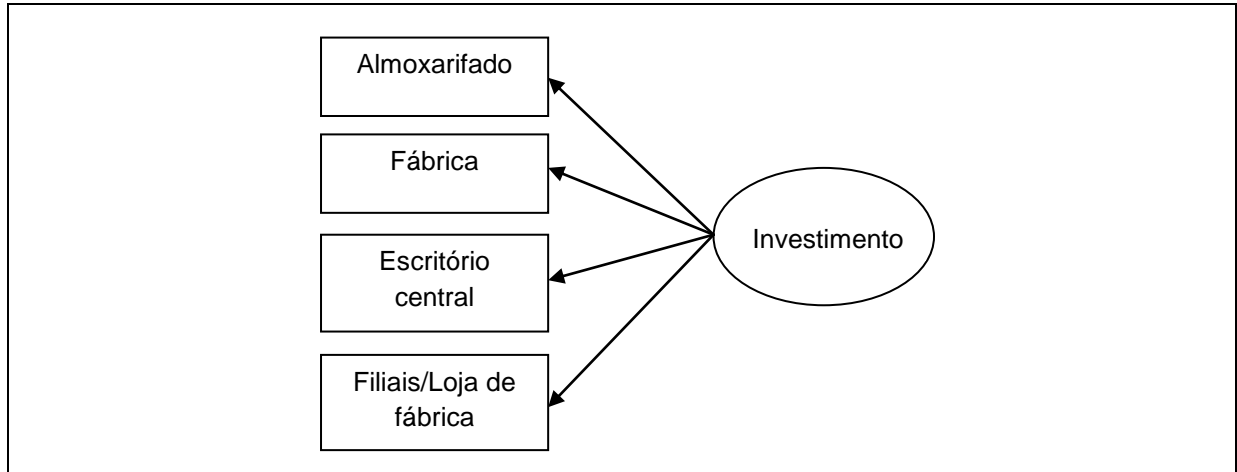 Almoxarifado
Fábrica
Escritório
central
Filiais/Loja de
fábrica
Investimento